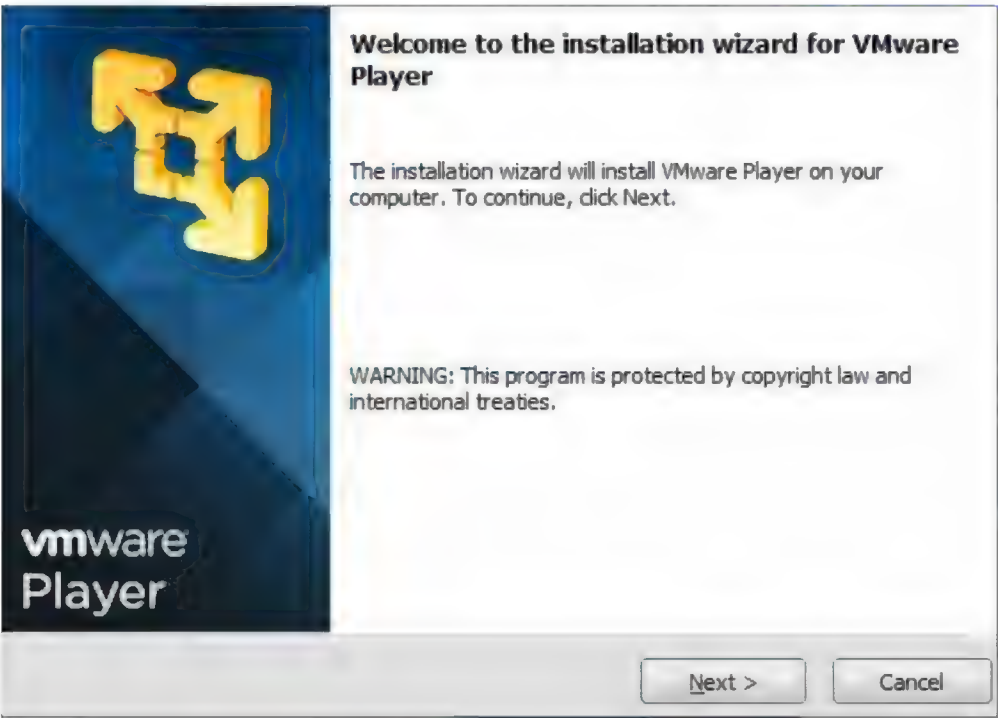 Welcome to the installation wizard for VMware
Player
The installation wizard will install VMware Player on your
computer. To continue, click Next.
WARNING: This program is protected by copyright law and
international treaties.
vmware
Player
Next >
Cancel